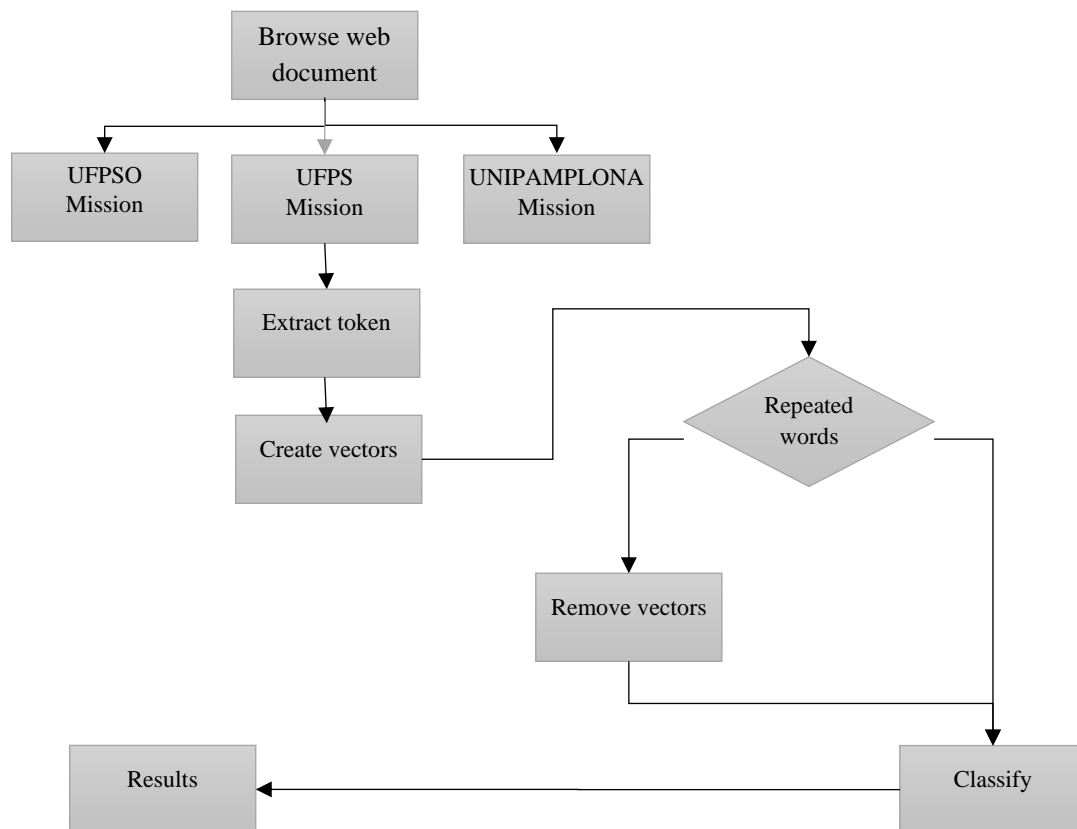 Browse web
document
UFPSO
Mission
UFPS
Mission
UNIPAMPLONA
Mission
Extract token
Create vectors
Repeated
words
Remove vectors
Results
Classify